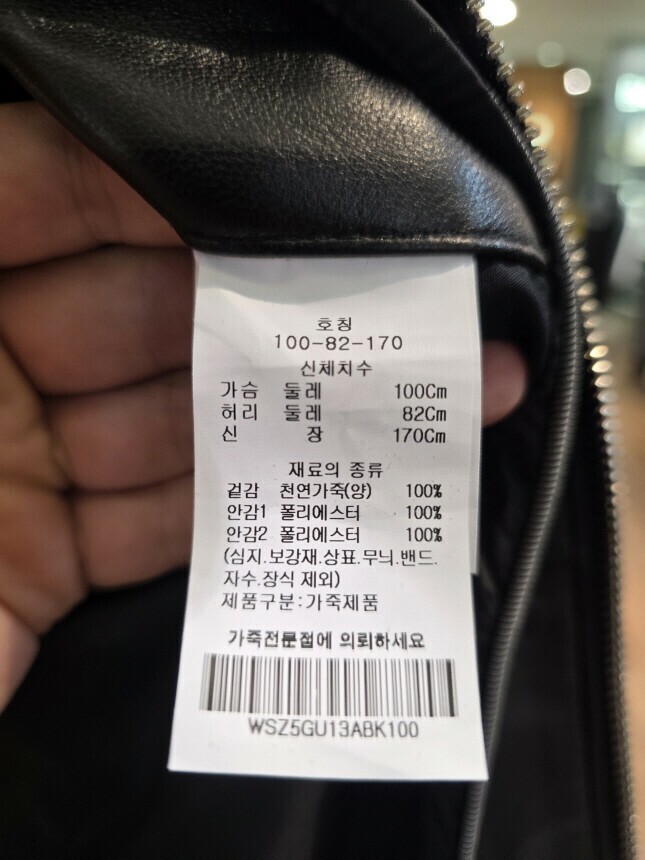 호칭
100-82-170
신체치수
가슴 둘레 100Cm
허리 둘레 82Cm
신 장 170Cm
재료의 종류
겉감 천연가죽(양) 100%
안감1 폴리에스터 100%
안감2 폴리에스터 100%
(심지.보강재.상표.무늬.밴드.
자수.장식 제외)
제품구분:가죽제품
가죽전문점에 의뢰하세요
WSZ5GU13ABK100